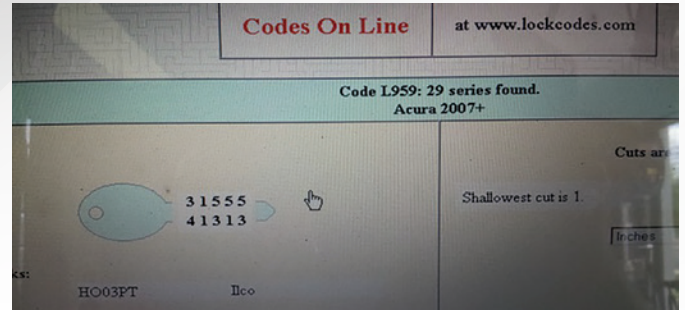 Codes On Line
at www.lockcodes.com
Code L959: 29 series found.
Acura 2007+
Cuts are
31555
41313
Shallowest cut is 1.
Inches
ks:
HO03PT Ilco